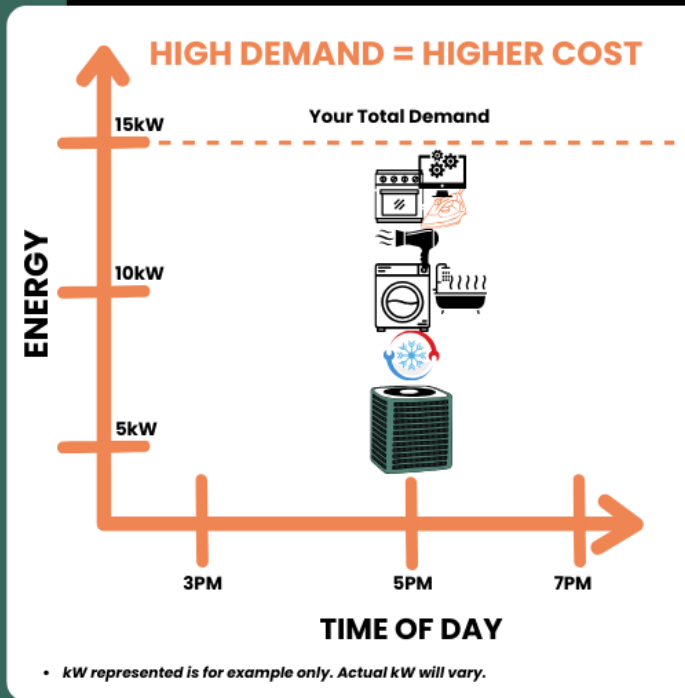 HIGH DEMAND = HIGHER COST
Your Total Demand
15kW
10kW
5kW
ENERGY
3PM
5PM
7PM
TIME OF DAY
• kW represented is for example only. Actual kW will vary.